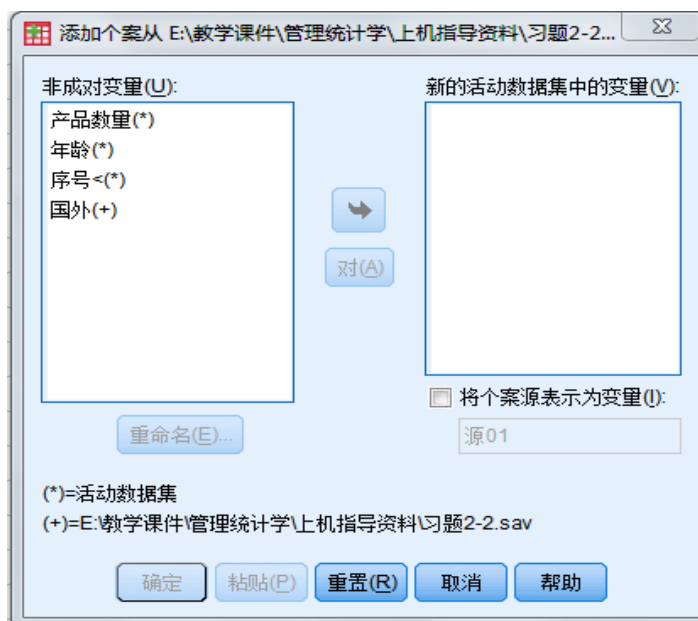 添加个案从 E:\教学课件\管理统计学\上机指导资料\习题2-2...
非成对变量(U):
新的活动数据集中的变量(V):
产品数量(*)
年龄(*)
序号<(*)
国外(+)
对(A)
将个案源表示为变量(I):
重命名(E)...
源01
(*)=活动数据集
(+)=E:\教学课件\管理统计学\上机指导资料\习题2-2.sav
确定
粘贴(P)
重置(R)
取消
帮助